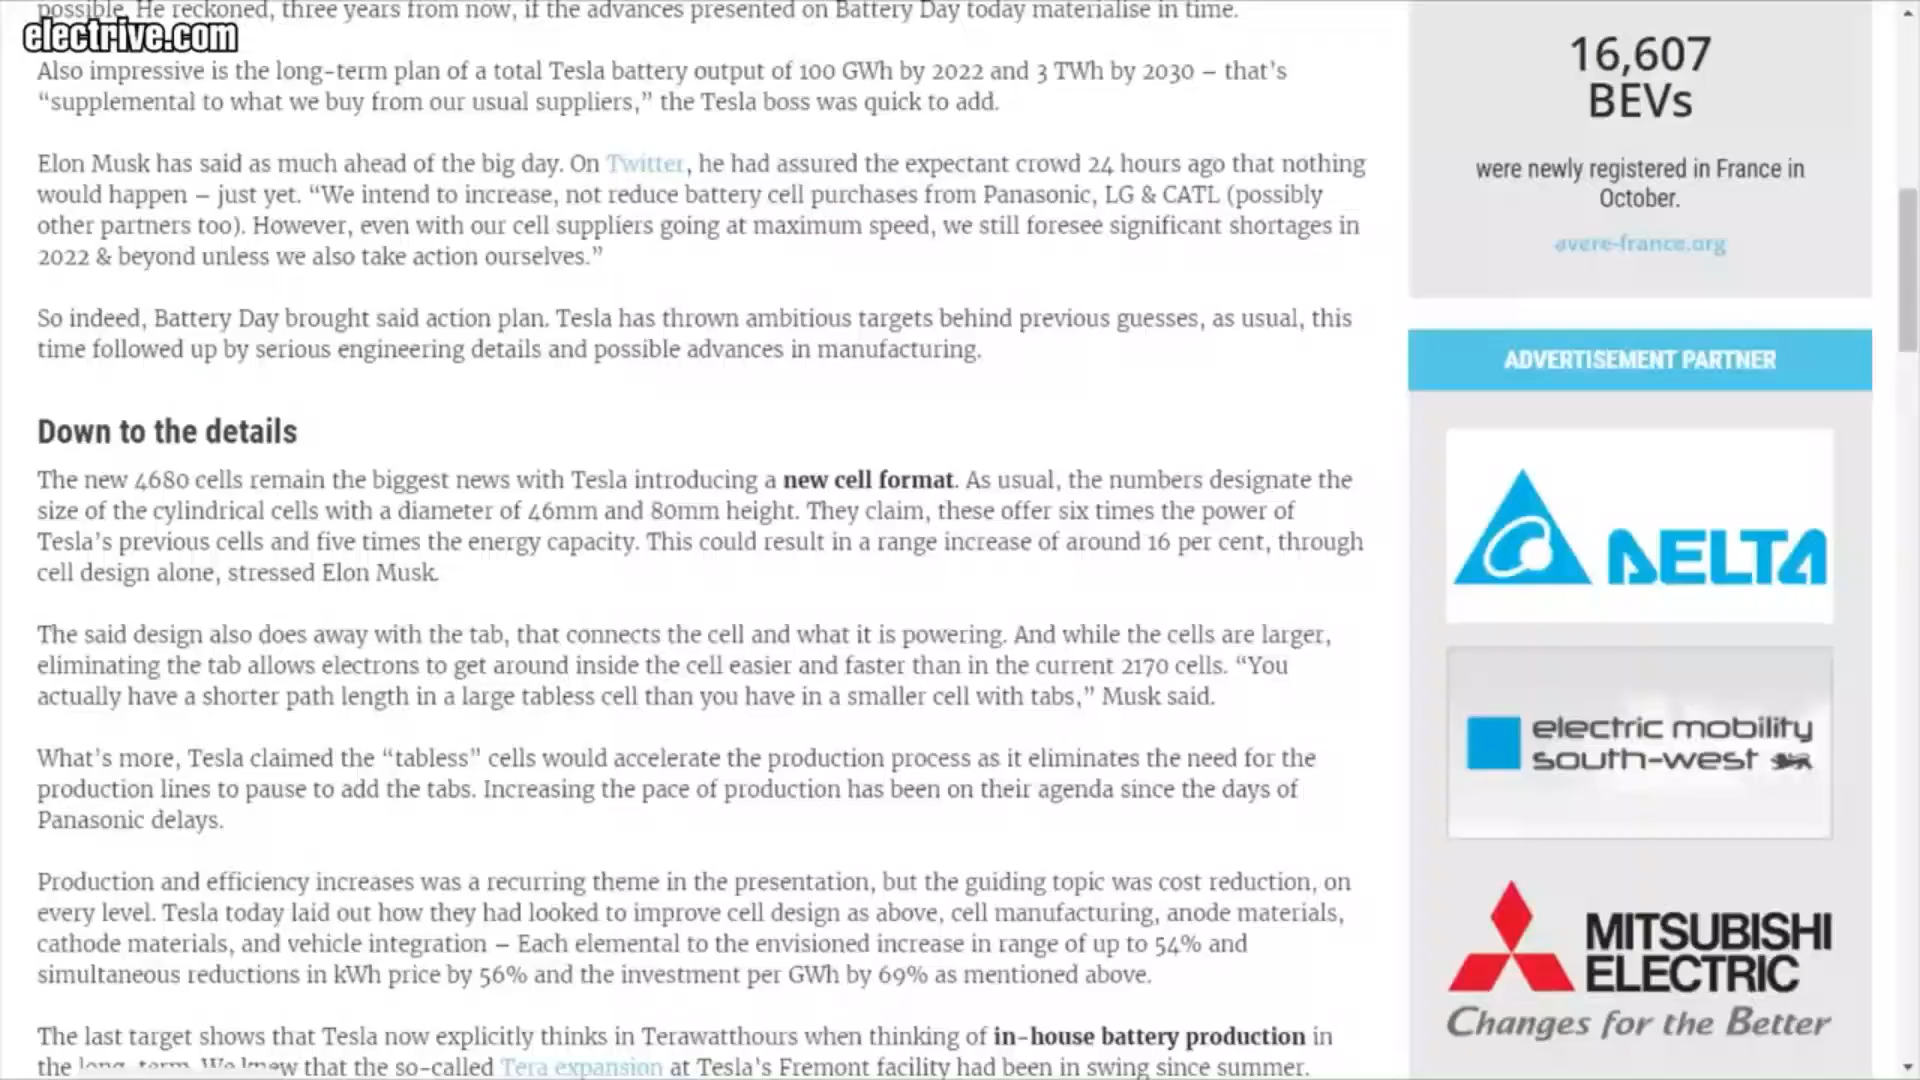 possible. He reckoned, three years from now, if the advances presented on Battery Day today materialise in time.
electrive.com
Also impressive is the long-term plan of a total Tesla battery output of 100 GWh by 2022 and 3 TWh by 2030 – that’s
“supplemental to what we buy from our usual suppliers,” the Tesla boss was quick to add.
Elon Musk has said as much ahead of the big day. On Twitter, he had assured the expectant crowd 24 hours ago that nothing
would happen – just yet. “We intend to increase, not reduce battery cell purchases from Panasonic, LG & CATL (possibly
other partners too). However, even with our cell suppliers going at maximum speed, we still foresee significant shortages in
2022 & beyond unless we also take action ourselves.”
So indeed, Battery Day brought said action plan. Tesla has thrown ambitious targets behind previous guesses, as usual, this
time followed up by serious engineering details and possible advances in manufacturing.
Down to the details
The new 4680 cells remain the biggest news with Tesla introducing a new cell format. As usual, the numbers designate the
size of the cylindrical cells with a diameter of 46mm and 80mm height. They claim, these offer six times the power of
Tesla’s previous cells and five times the energy capacity. This could result in a range increase of around 16 per cent, through
cell design alone, stressed Elon Musk.
The said design also does away with the tab, that connects the cell and what it is powering. And while the cells are larger,
eliminating the tab allows electrons to get around inside the cell easier and faster than in the current 2170 cells. “You
actually have a shorter path length in a large tabless cell than you have in a smaller cell with tabs,” Musk said.
What’s more, Tesla claimed the “tabless” cells would accelerate the production process as it eliminates the need for the
production lines to pause to add the tabs. Increasing the pace of production has been on their agenda since the days of
Panasonic delays.
Production and efficiency increases was a recurring theme in the presentation, but the guiding topic was cost reduction, on
every level. Tesla today laid out how they had looked to improve cell design as above, cell manufacturing, anode materials,
cathode materials, and vehicle integration – Each elemental to the envisioned increase in range of up to 54% and
simultaneous reductions in kWh price by 56% and the investment per GWh by 69% as mentioned above.
The last target shows that Tesla now explicitly thinks in Terawatthours when thinking of in-house battery production in
the long-term. We knew that the so-called Tera expansion at Tesla’s Fremont facility had been in swing since summer.
16,607
BEVs
were newly registered in France in
October.
avere-france.org
ADVERTISEMENT PARTNER
DELTA
electric mobility
south-west
MITSUBISHI
ELECTRIC
Changes for the Better